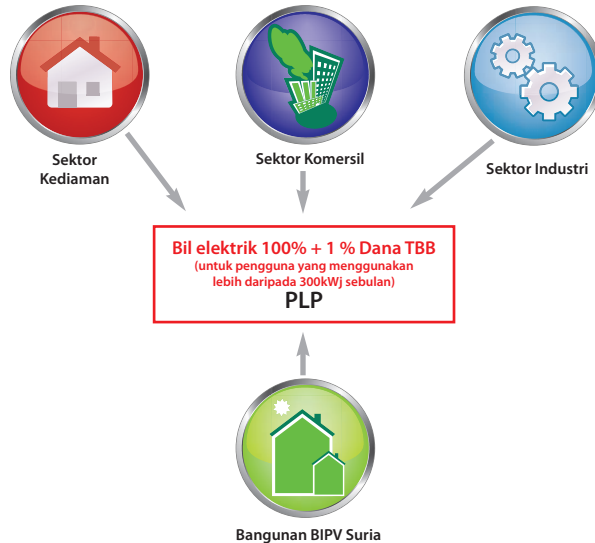 Sektor
Kediaman
Sektor Komersil
Sektor Industri
Bil elektrik 100% + 1 % Dana TBB
(untuk pengguna yang menggunakan
lebih daripada 300kWj sebulan)
PLP
Bangunan BIPV Suria